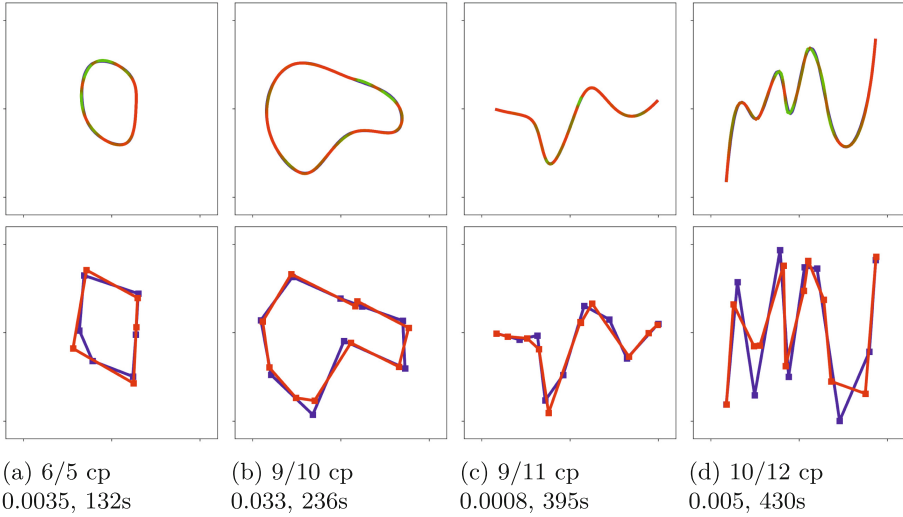 (a) 6/5 cp
0.0035, 132s
(b) 9/10 cp
0.033, 236s
(c) 9/11 cp
0.0008, 395s
(d) 10/12 cp
0.005, 430s